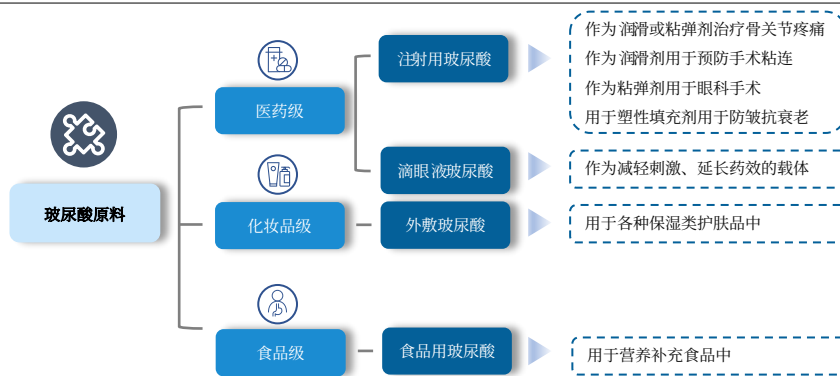 玻尿酸原料
医药级
注射用玻尿酸
作为润滑或粘弹剂治疗骨关节疼痛
作为润滑剂用于预防手术粘连
作为粘弹剂用于眼科手术
用于塑性填充剂用于防皱抗衰老
滴眼液玻尿酸
作为减轻刺激、延长药效的载体
化妆品级
外敷玻尿酸
用于各种保湿类护肤品中
食品级
食品用玻尿酸
用于营养补充食品中